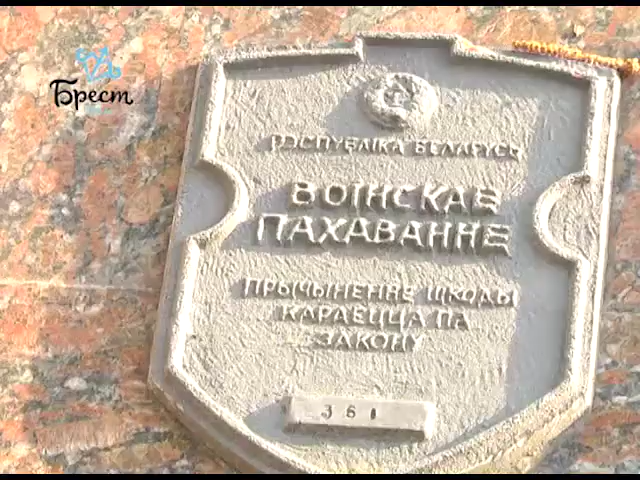 Брест
РЭСПУБЛІКА БЕЛАРУСЬ
ВОІНСКАЕ
ПАХАВАННЕ
ПРЫЧЫНЕННЕ ШКОДЫ
КАРАЕЦЦА ПА
ЗАКОНУ
361